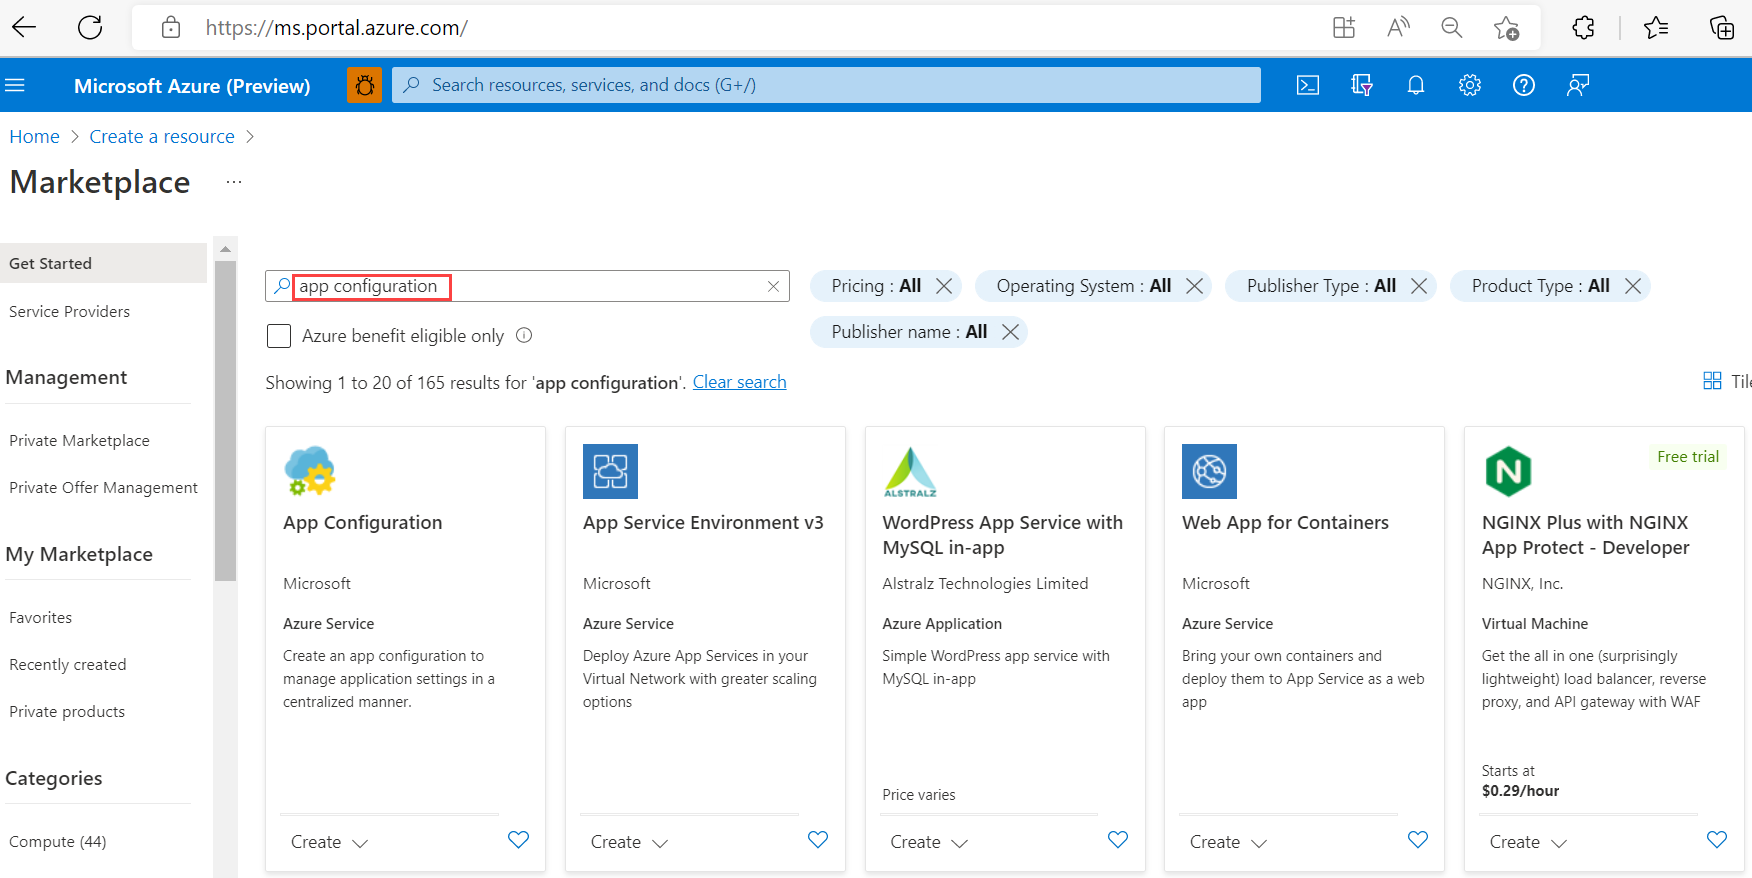 https://ms.portal.azure.com/
Microsoft Azure (Preview)
Search resources, services, and docs (G+/)
Home > Create a resource >
Marketplace ...
Get Started
Service Providers
Management
Private Marketplace
Private Offer Management
My Marketplace
Favorites
Recently created
Private products
Categories
Compute (44)
app configuration
Pricing : All
Operating System : All
Publisher Type : All
Product Type : All
Publisher name : All
Azure benefit eligible only
Showing 1 to 20 of 165 results for 'app configuration'. Clear search
App Configuration
Microsoft
Azure Service
Create an app configuration to
manage application settings in a
centralized manner.
Create
App Service Environment v3
Microsoft
Azure Service
Deploy Azure App Services in your
Virtual Network with greater scaling
options
Create
ALSTRALZ
WordPress App Service with
MySQL in-app
Alstralz Technologies Limited
Azure Application
Simple WordPress app service with
MySQL in-app
Price varies
Create
Web App for Containers
Microsoft
Azure Service
Bring your own containers and
deploy them to App Service as a web
app
Create
N
Free trial
NGINX Plus with NGINX
App Protect - Developer
NGINX, Inc.
Virtual Machine
Get the all in one (surprisingly
lightweight) load balancer, reverse
proxy, and API gateway with WAF
Starts at
$0.29/hour
Create